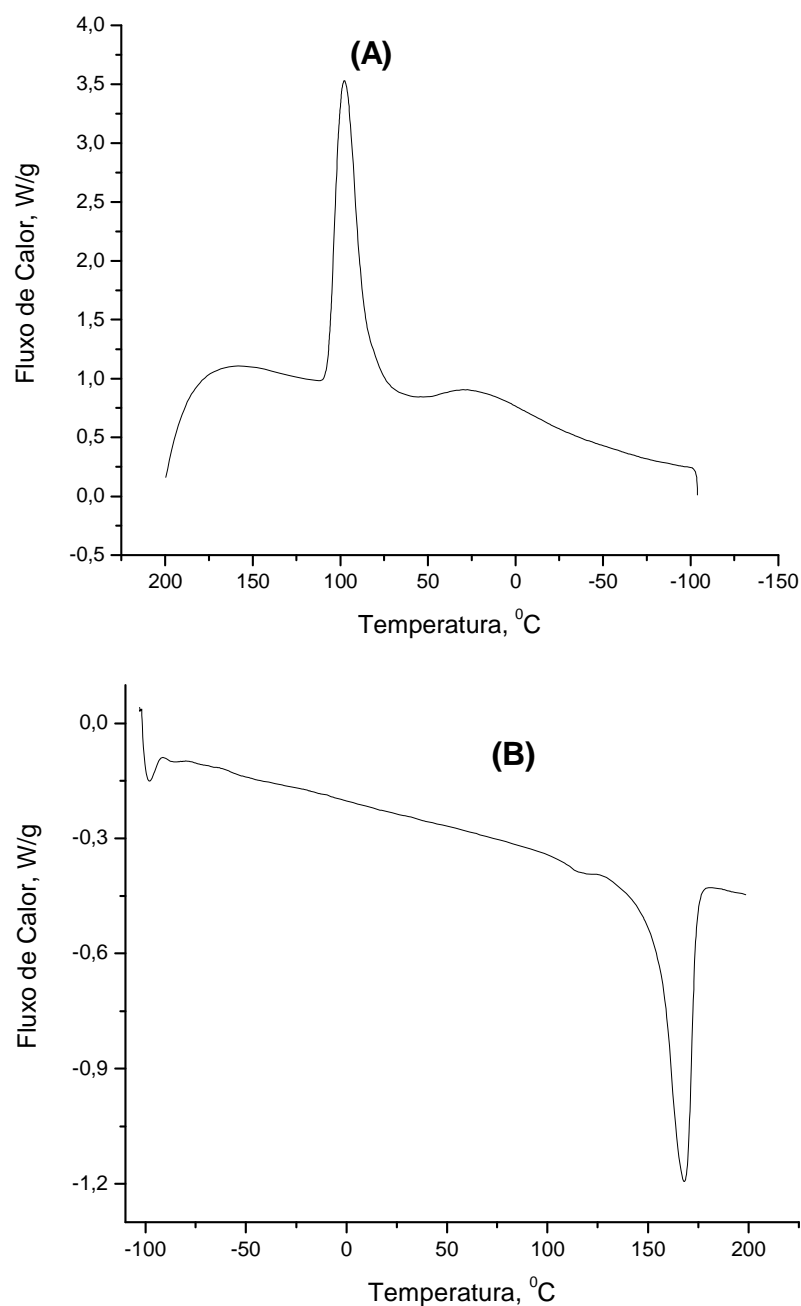 (A)
4,0
3,5
3,0
2,5
2,0
1,5
1,0
0,5
0,0
-0,5
Fluxo de Calor, W/g
200 150 100 50 0 -50 -100 -150
Temperatura, ⁰C
(B)
0,0
-0,3
-0,6
-0,9
-1,2
Fluxo de Calor, W/g
-100 -50 0 50 100 150 200
Temperatura, ⁰C